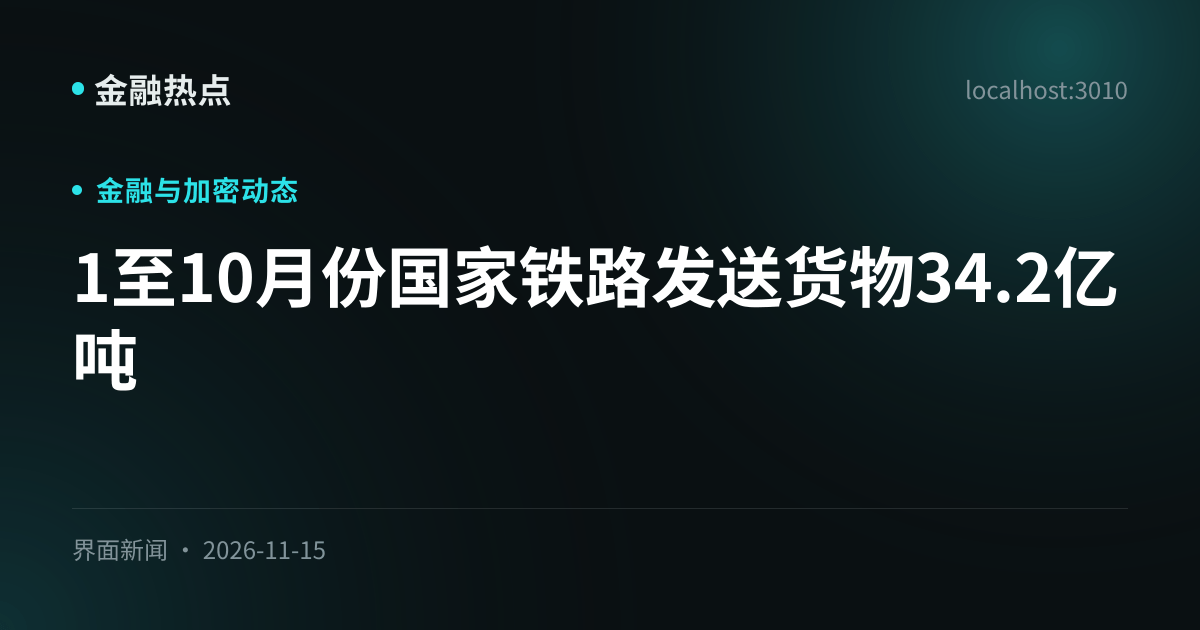 金融热点
localhost:3010
金融与加密动态
1至10月份国家铁路发送货物34.2亿
吨
界面新闻 • 2026-11-15